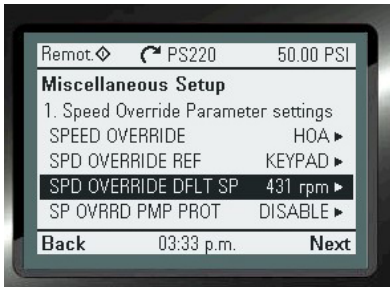 Remot. PS220 50.00 PSI
Miscellaneous Setup
1. Speed Override Parameter settings
SPEED OVERRIDE HOA
SPD OVERRIDE REF KEYPAD
SPD OVERRIDE DFLT SP 431 rpm
SP OVRRD PMP PROT DISABLE
Back 03:33 p.m. Next